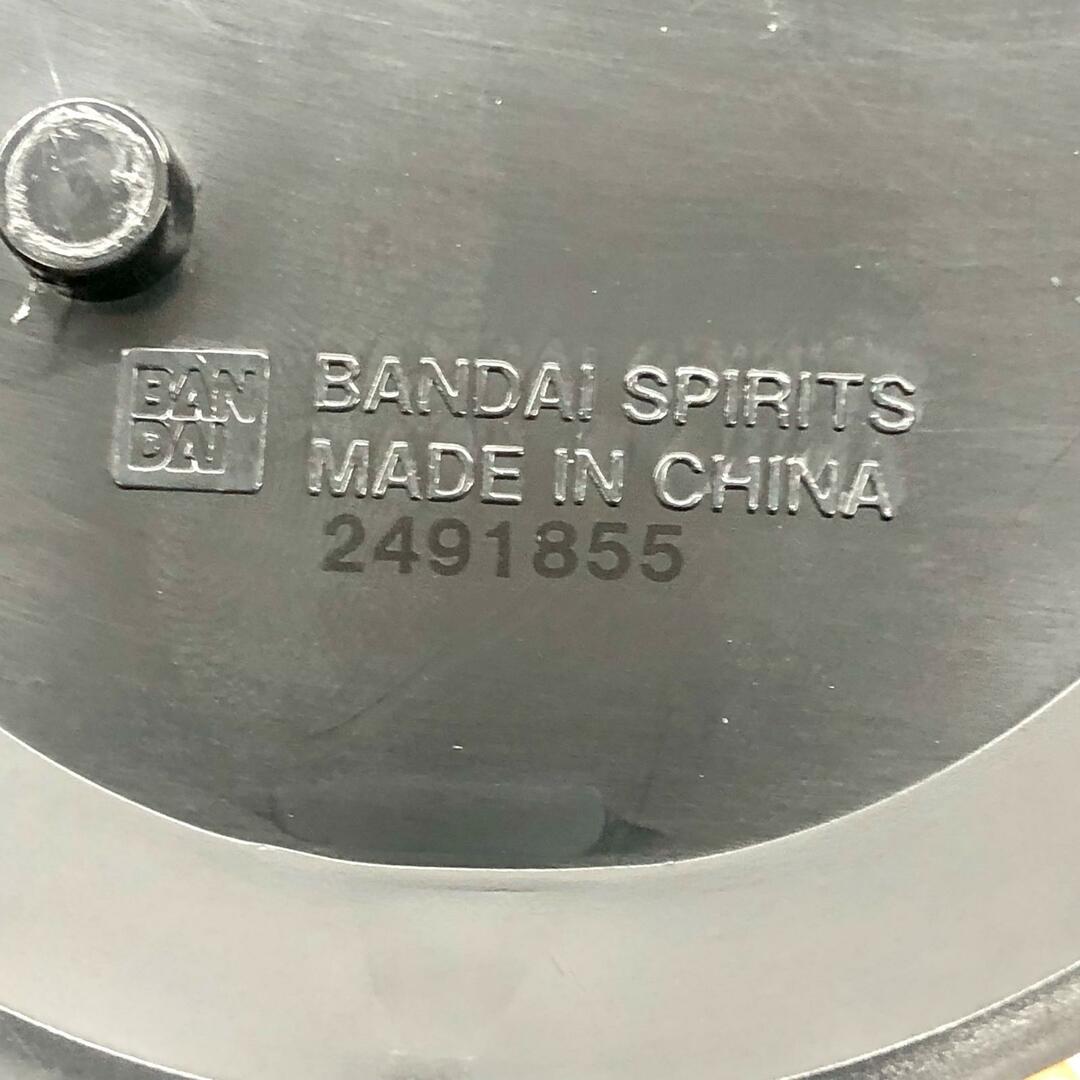 BAN
DAI
BANDAI SPIRITS
MADE IN CHINA
2491855